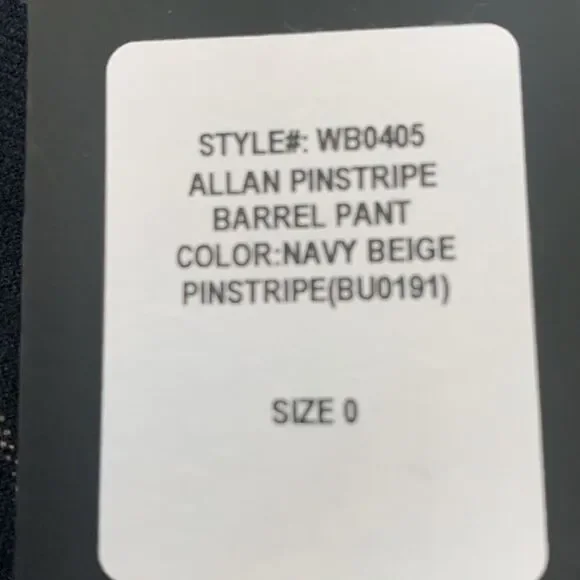 STYLE#: WB0405
ALLAN PINSTRIPE
BARREL PANT
COLOR:NAVY BEIGE
PINSTRIPE(BU0191)
SIZE 0